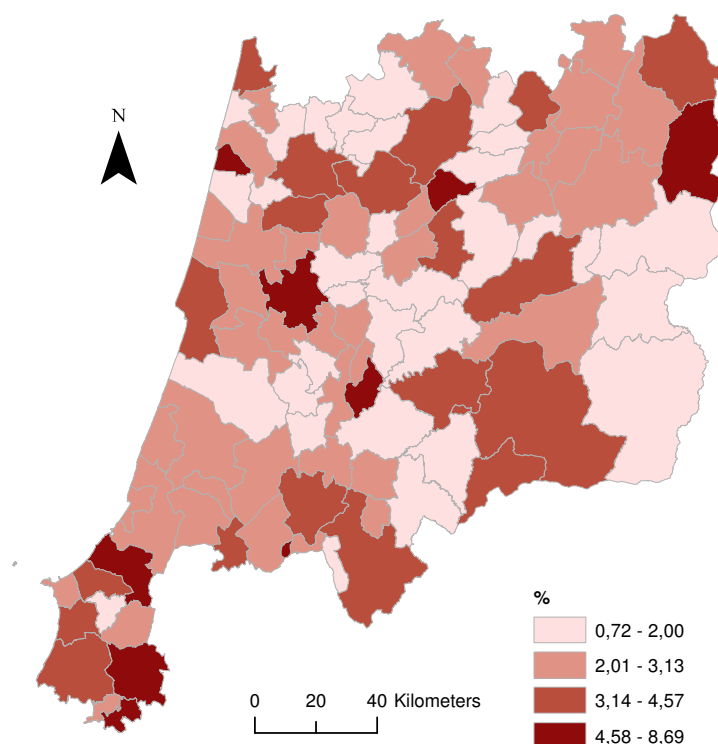 N
%
0,72 - 2,00
2,01 - 3,13
3,14 - 4,57
4,58 - 8,69
0 20 40 Kilometers